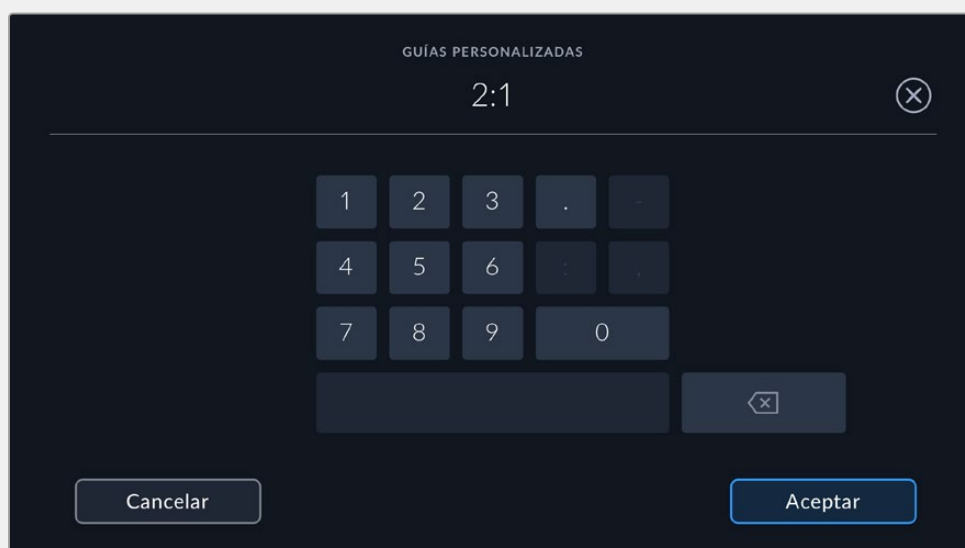 GUÍAS PERSONALIZADAS
2:1
1 2 3 . -
4 5 6 : ,
7 8 9 0
Cancelar Aceptar